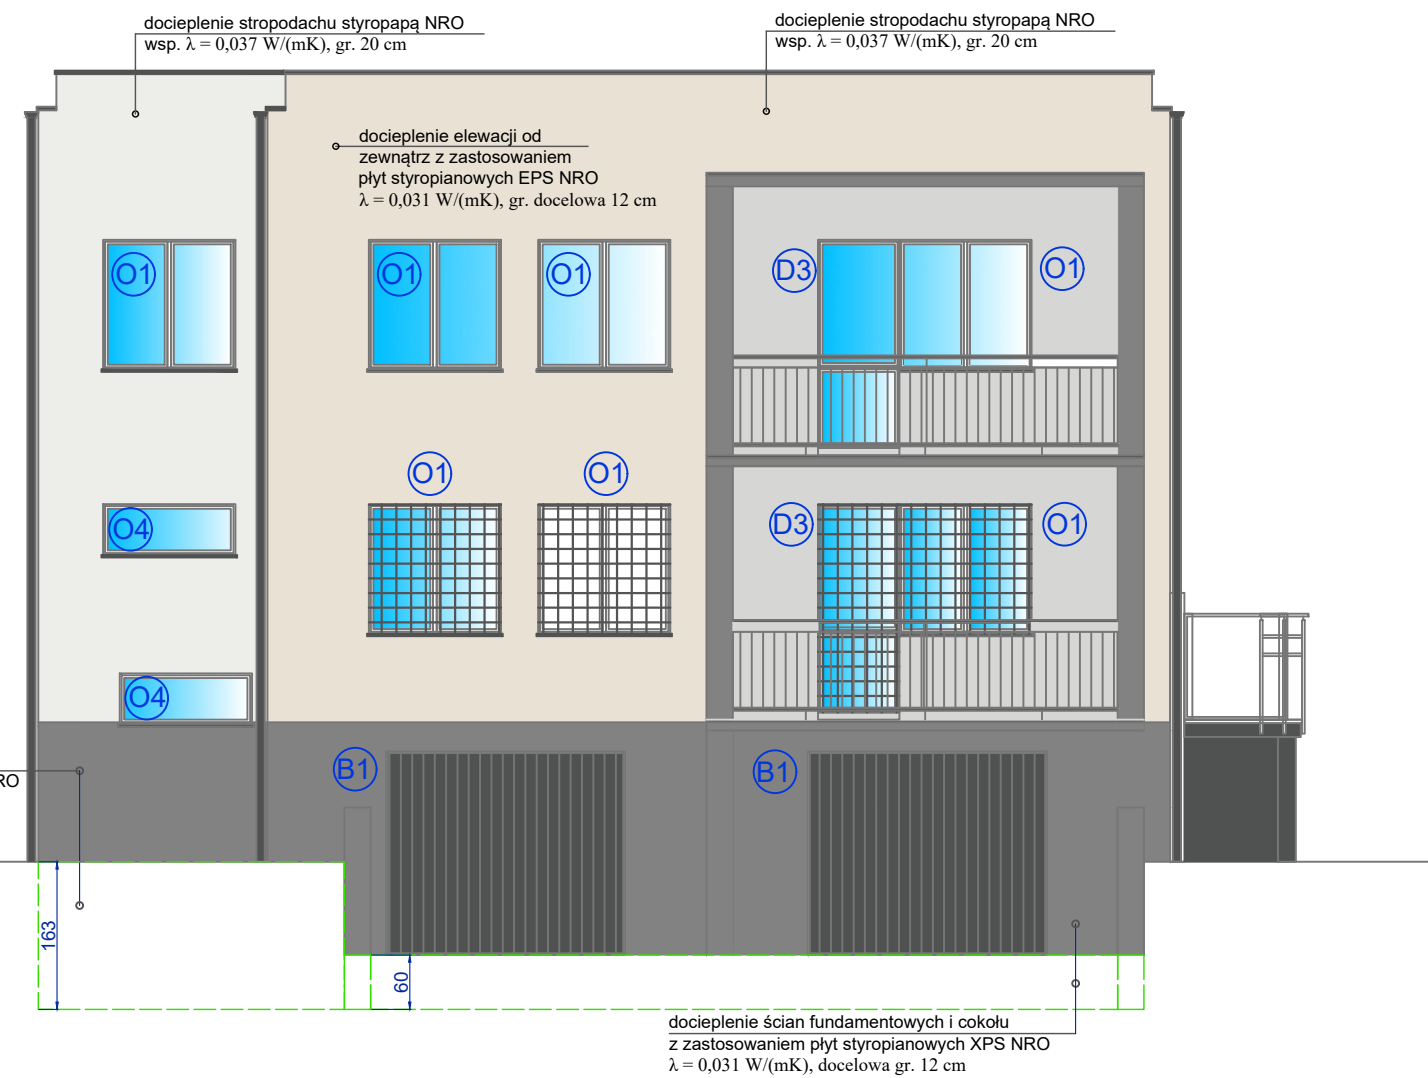 docieplenie stropodachu styropapą NRO
wsp. λ = 0,037 W/(mK), gr. 20 cm
docieplenie stropodachu styropapą NRO
wsp. λ = 0,037 W/(mK), gr. 20 cm
docieplenie elewacji od
zewnątrz z zastosowaniem
płyt styropianowych EPS NRO
λ = 0,031 W/(mK), gr. docelowa 12 cm
O1
O1
O1
D3
O1
O1
O1
O4
D3
O1
O4
B1
B1
RO
163
60
docieplenie ścian fundamentowych i cokołu
z zastosowaniem płyt styropianowych XPS NRO
λ = 0,031 W/(mK), docelowa gr. 12 cm